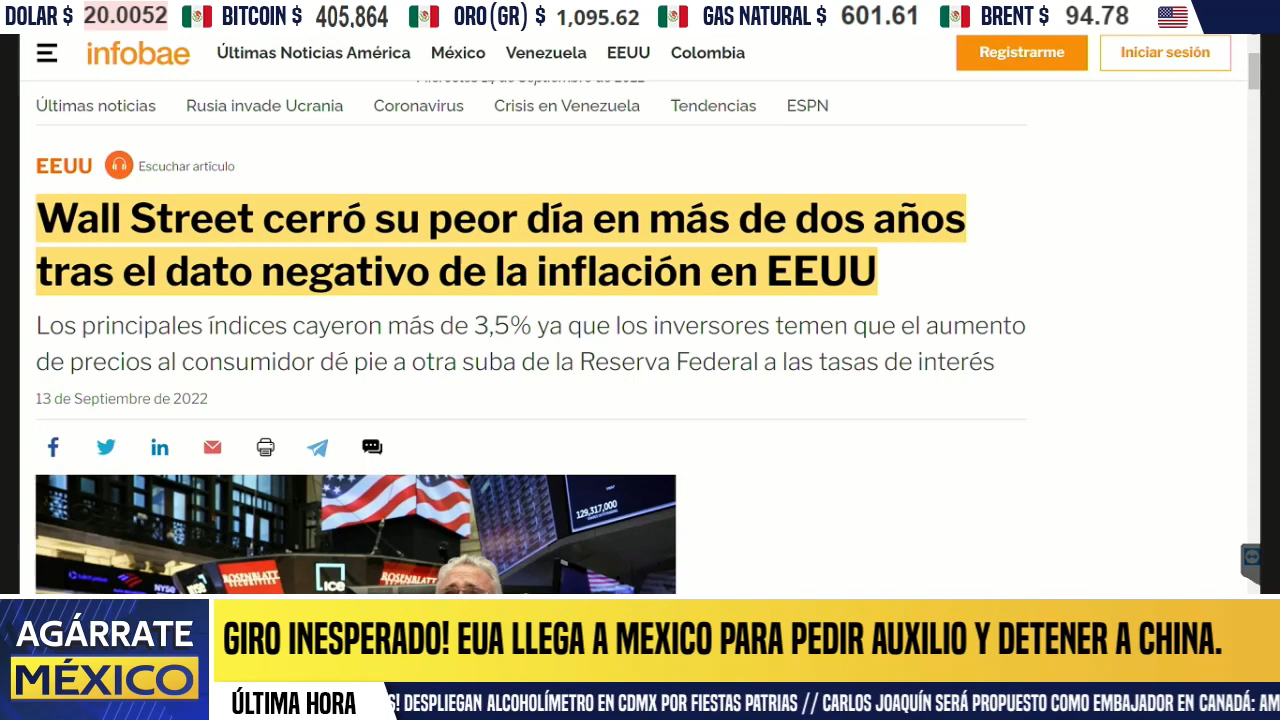 DOLAR $ 20.0052 BITCOIN $ 405,864 ORO(GR) $ 1,095.62 GAS NATURAL $ 601.61 BRENT $ 94.78
infobae Últimas Noticias América México Venezuela EEUU Colombia Registrarme Iniciar sesión
Últimas noticias Rusia invade Ucrania Coronavirus Crisis en Venezuela Tendencias ESPN
EEUU Escuchar artículo
Wall Street cerró su peor día en más de dos años
tras el dato negativo de la inflación en EEUU
Los principales índices cayeron más de 3,5% ya que los inversores temen que el aumento
de precios al consumidor dé pie a otra suba de la Reserva Federal a las tasas de interés
13 de Septiembre de 2022
129,317,000
NYSE
ROSENBLATT
SECURITIES
ice
ROSENBLATT
AGÁRRATE
MÉXICO
GIRO INESPERADO! EUA LLEGA A MEXICO PARA PEDIR AUXILIO Y DETENER A CHINA.
ÚLTIMA HORA S! DESPLIEGAN ALCOHOLÍMETRO EN CDMX POR FIESTAS PATRIAS // CARLOS JOAQUÍN SERÁ PROPUESTO COMO EMBAJADOR EN CANADÁ: AM